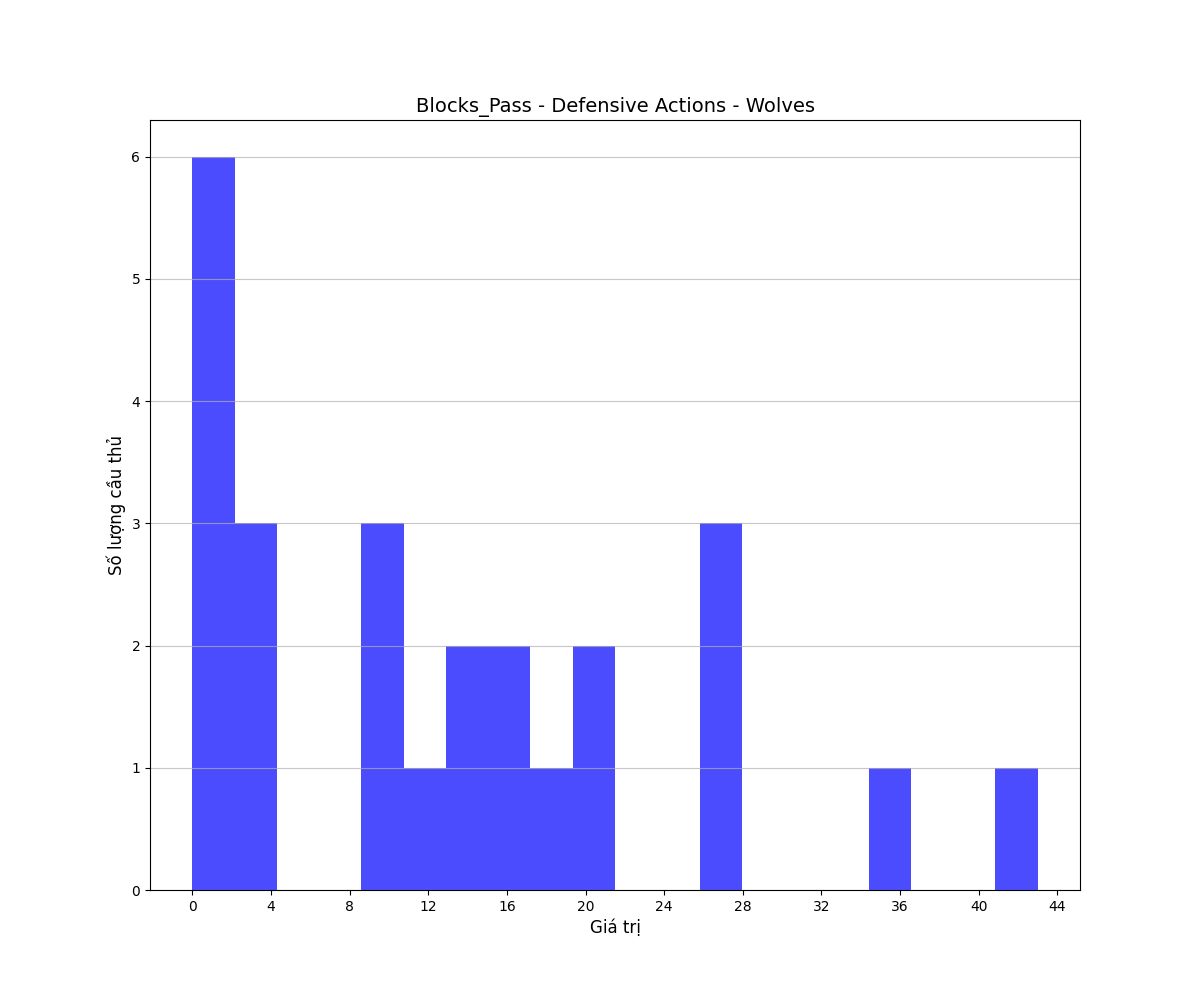 Blocks_Pass - Defensive Actions - Wolves
6
5
4
3
2
1
0
Số lượng cầu thủ
0 4 8 12 16 20 24 28 32 36 40 44
Giá trị